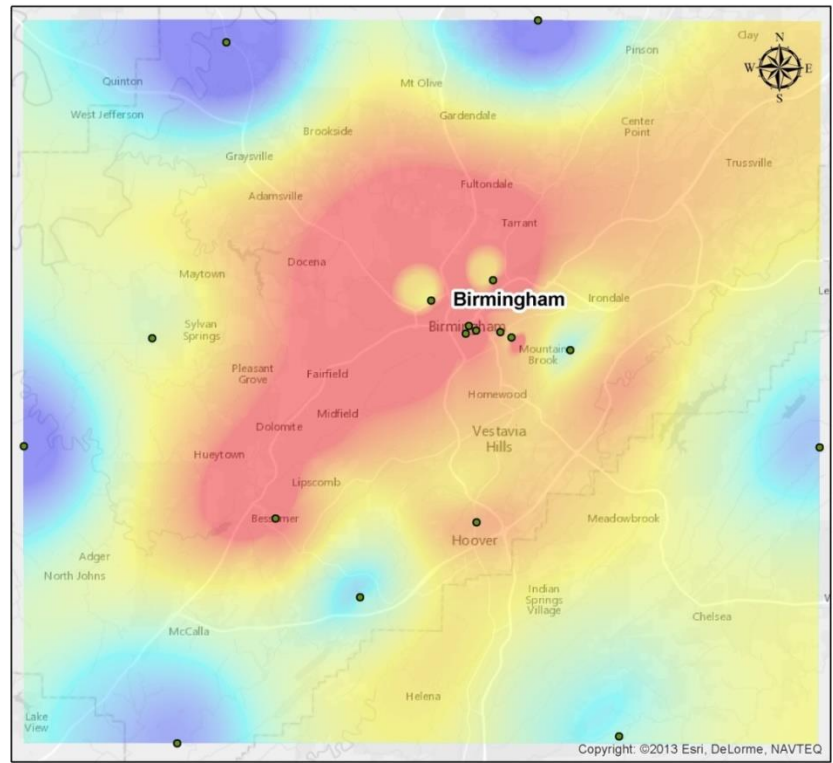 Clay
N
W
E
S
Pinson
Quinton
Mt Olive
West Jefferson
Gardendale
Center
Point
Brookside
Graysville
Trussville
Fultondale
Adamsville
Tarrant
Docena
Maytown
Le
Birmingham
Irondale
Birmingham
Sylvan
Springs
Mountain
Brook
Pleasant
Grove
Fairfield
Homewood
Midfield
Dolomite
Vestavia
Hills
Hueytown
Lipscomb
Bessemer
Meadowbrook
Hoover
Adger
North Johns
Indian
Springs
Village
Chelsea
McCalla
Helena
Lake
View
Copyright: ©2013 Esri, DeLorme, NAVTEQ